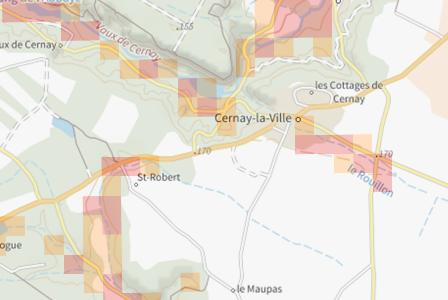 Vaux de Cernay
155
ux de Cernay
les Cottages de
Cernay
Cernay-la-Ville
170
170
St-Robert
le Rouillon
ogue
le Maupas